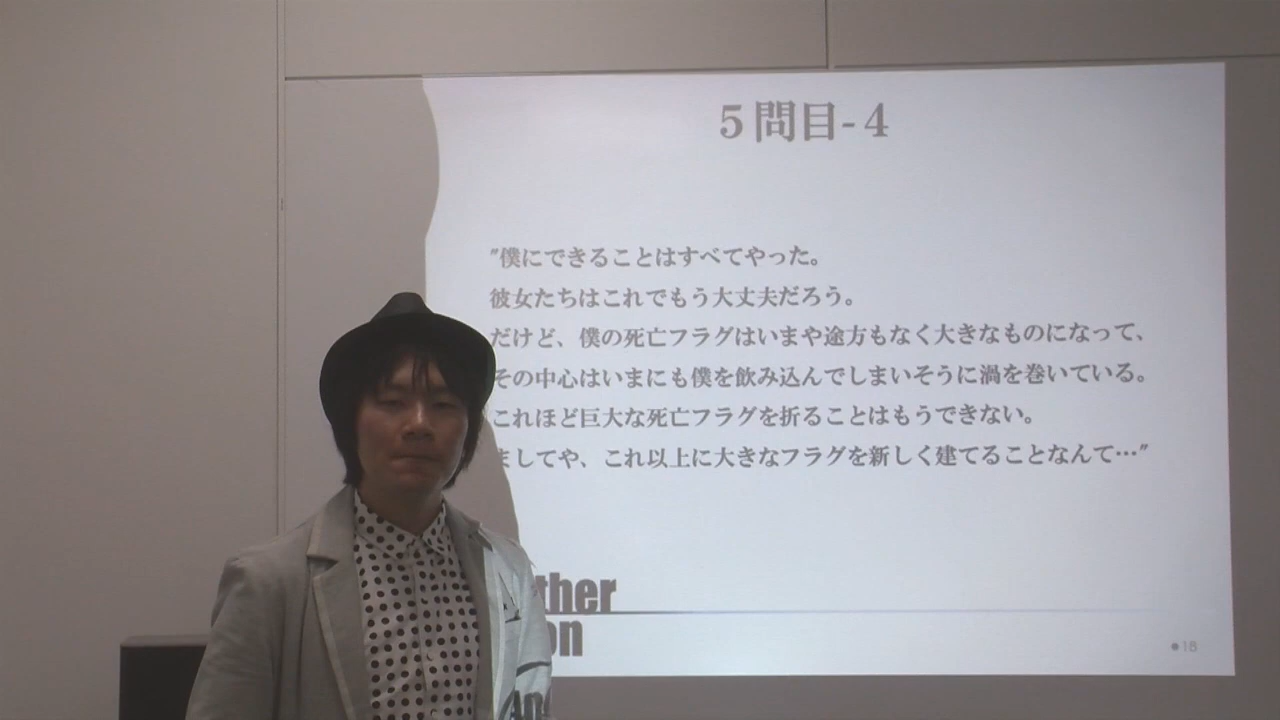 5問目-4
"僕にできることはすべてやった。
彼女たちはこれでもう大丈夫だろう。
だけど、僕の死亡フラグはいまや途方もなく大きなものになって、
その中心はいまにも僕を飲み込んでしまいそうに渦を巻いている。
これほど巨大な死亡フラグを折ることはもうできない。
ましてや、これ以上に大きなフラグを新しく建てることなんて…"
ther
on
18